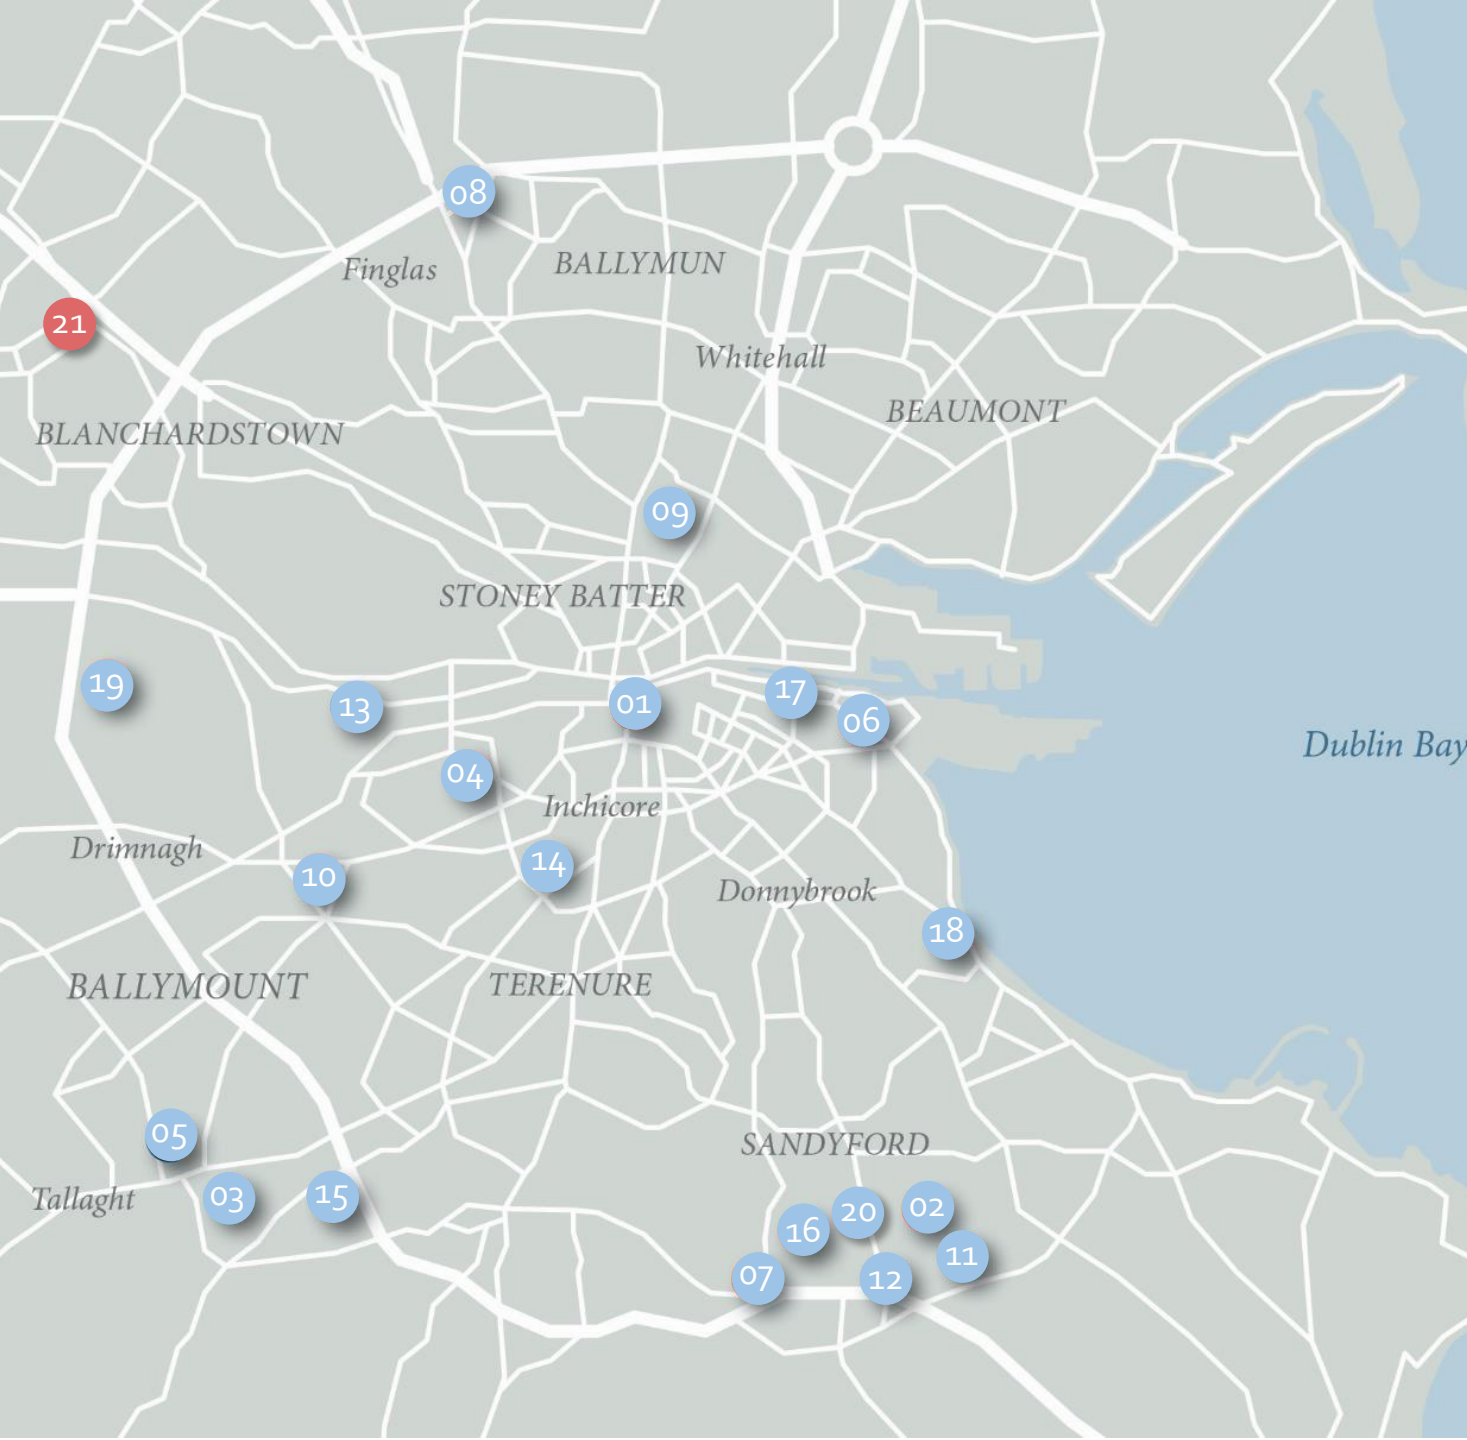 08
Finglas
BALLYMUN
21
Whitehall
BEAUMONT
BLANCHARDSTOWN
09
STONEY BATTER
19
13
01
17
06
Dublin Bay
04
Inchicore
Drimnagh
14
10
Donnybrook
18
BALLYMOUNT
TERENURE
05
SANDYFORD
Tallaght
03
15
16
20
02
11
07
12